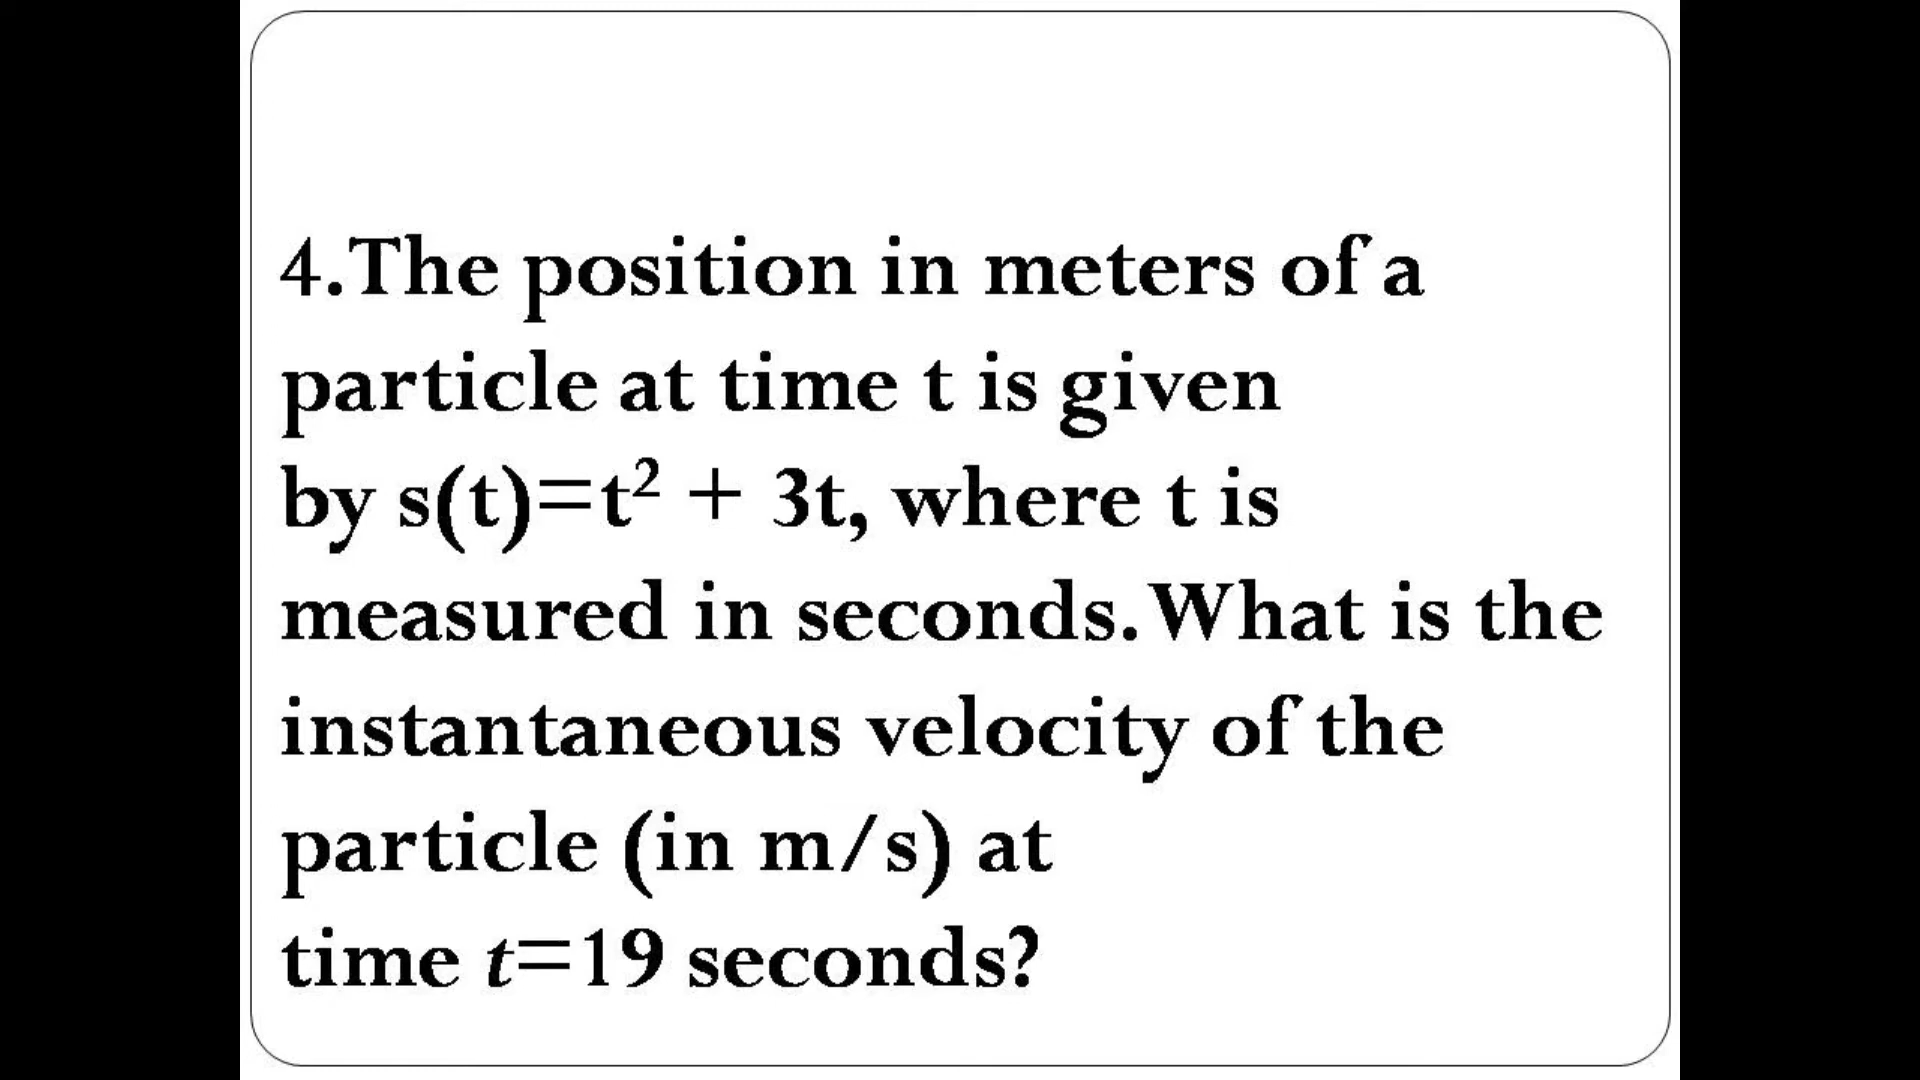 4.The position in meters of a
particle at time t is given
by s(t)=t² + 3t, where t is
measured in seconds. What is the
instantaneous velocity of the
particle (in m/s) at
time t=19 seconds?